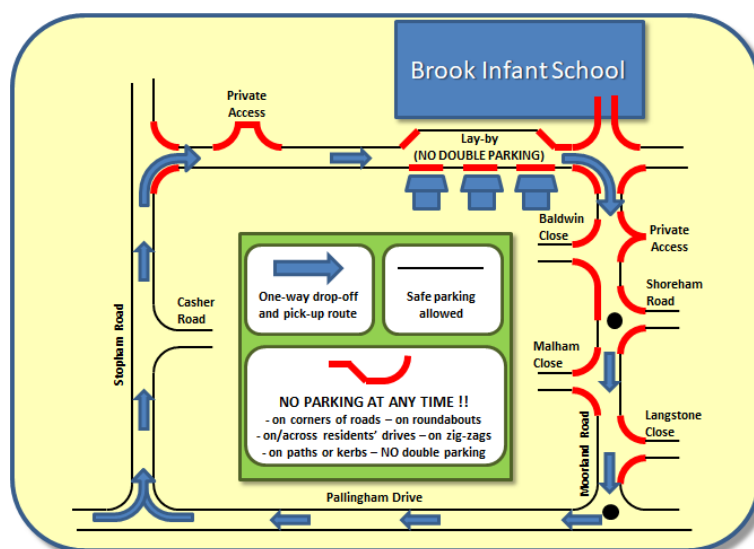 Brook Infant School
Private
Access
Lay-by
(NO DOUBLE PARKING)
Baldwin
Close
Private
Access
Shoreham
Road
Casher
Road
Stopham Road
One-way drop-off
and pick-up route
Safe parking
allowed
Malham
Close
NO PARKING AT ANY TIME !!
- on corners of roads – on roundabouts
- on/across residents' drives – on zig-zags
- on paths or kerbs – NO double parking
Langstone
Close
Moorland Road
Pallingham Drive